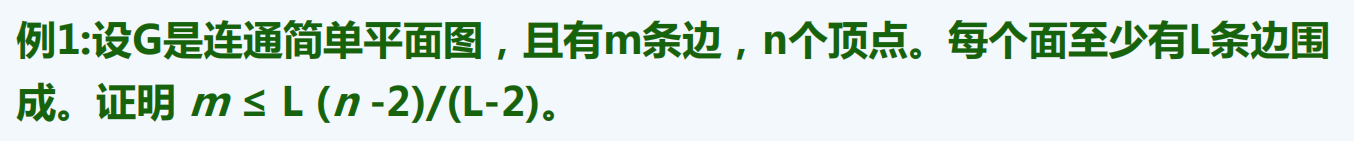 例1:设G是连通简单平面图，且有m条边，n个顶点。每个面至少有L条边围
成。证明 m ≤ L (n -2)/(L-2)。